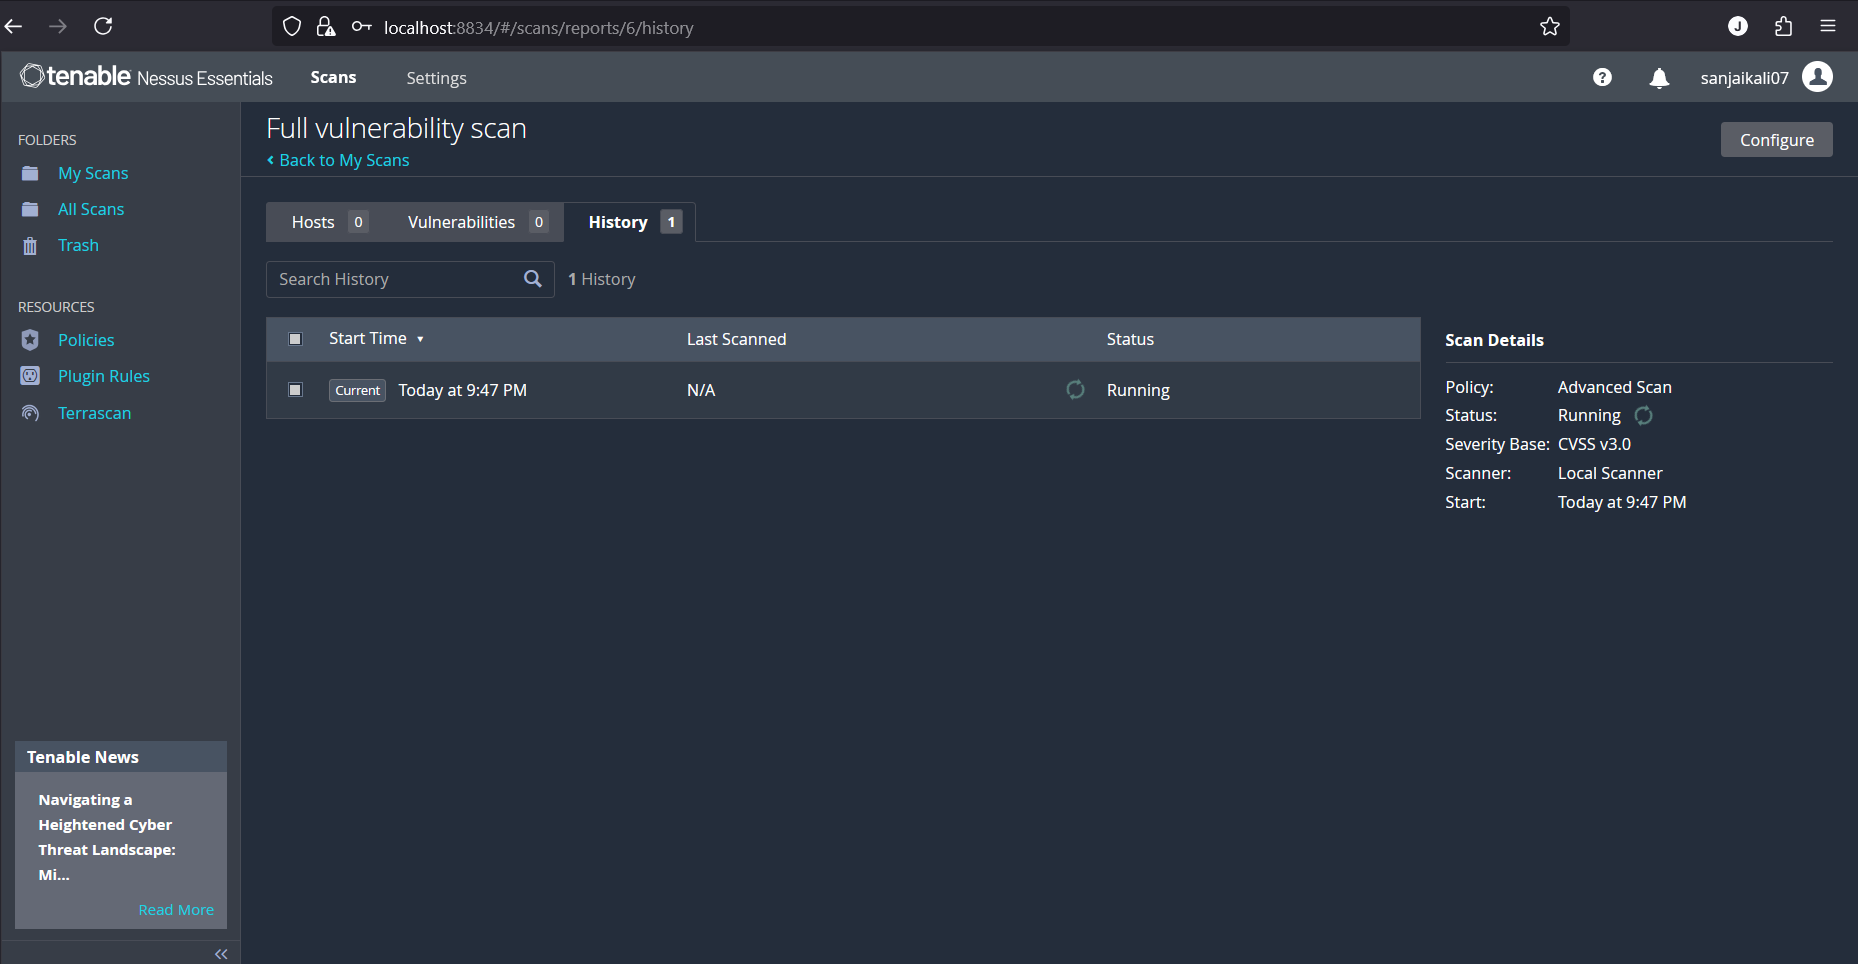 localhost:8834/#/scans/reports/6/history
J
tenable Nessus Essentials
Scans
Settings
?
sanjaikali07
FOLDERS
My Scans
All Scans
Trash
RESOURCES
Policies
Plugin Rules
Terrascan
Tenable News
Navigating a
Heightened Cyber
Threat Landscape:
Mi...
Read More
Full vulnerability scan
Back to My Scans
Configure
Hosts 0
Vulnerabilities 0
History 1
Search History
1 History
Start Time Last Scanned Status
Current Today at 9:47 PM N/A Running
Scan Details
Policy: Advanced Scan
Status: Running
Severity Base: CVSS v3.0
Scanner: Local Scanner
Start: Today at 9:47 PM